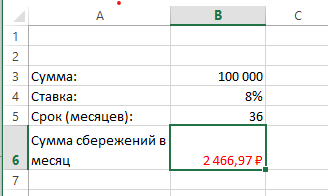 A B C
1
2
3 Сумма: 100 000
4 Ставка: 8%
5 Срок (месяцев): 36
Сумма сбережений в
6 месяц 2 466,97 ₽
7